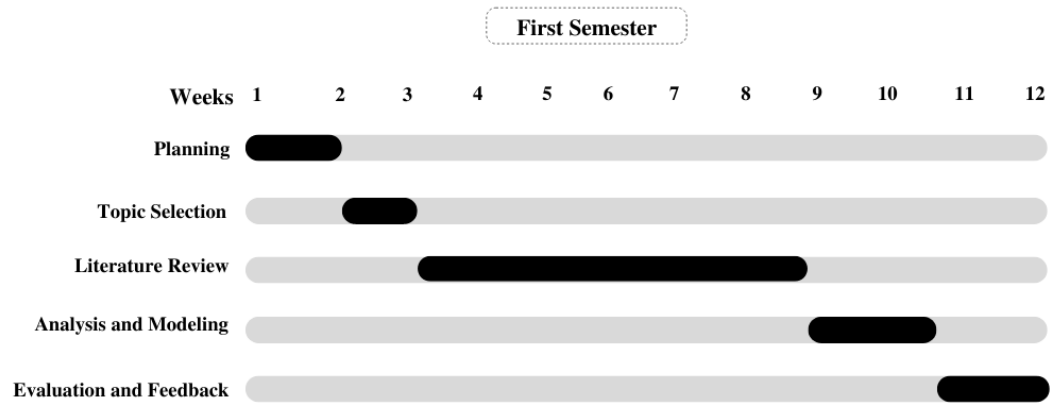 First Semester
Weeks 1 2 3 4 5 6 7 8 9 10 11 12
Planning
Topic Selection
Literature Review
Analysis and Modeling
Evaluation and Feedback